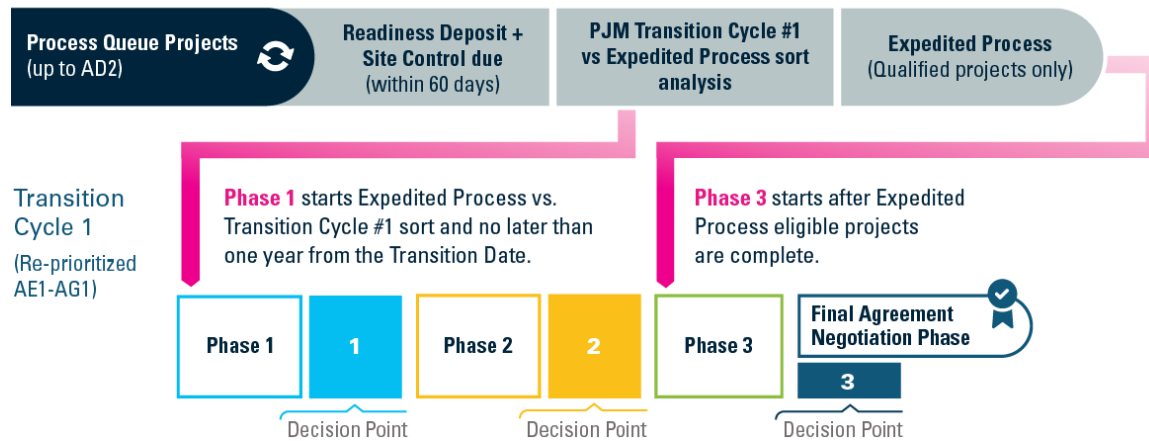 Process Queue Projects
(up to AD2)
Readiness Deposit +
Site Control due
(within 60 days)
PJM Transition Cycle #1
vs Expedited Process sort
analysis
Expedited Process
(Qualified projects only)
Transition
Cycle 1
(Re-prioritized
AE1-AG1)
Phase 1 starts Expedited Process vs.
Transition Cycle #1 sort and no later than
one year from the Transition Date.
Phase 3 starts after Expedited
Process eligible projects
are complete.
Phase 1
1
Phase 2
2
Phase 3
Final Agreement
Negotiation Phase
3
Decision Point
Decision Point
Decision Point